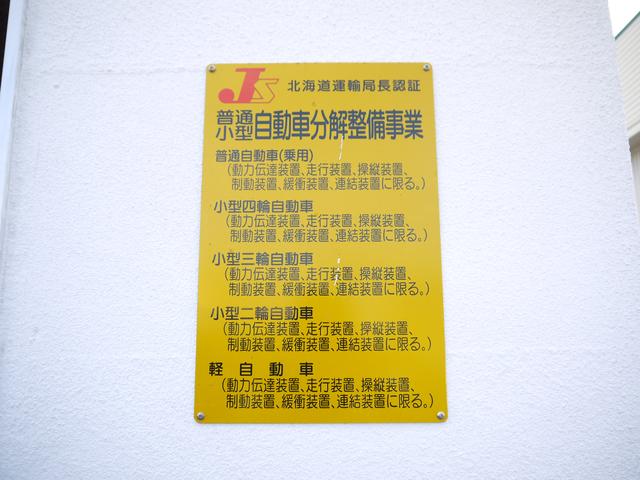 JS 北海道運輸局長認証
普通
小型 自動車分解整備事業
普通自動車(乗用)
(動力伝達装置、走行装置、操縦装置、
制動装置、緩衝装置、連結装置に限る。)
小型四輪自動車
(動力伝達装置、走行装置、操縦装置、
制動装置、緩衝装置、連結装置に限る。)
小型三輪自動車
(動力伝達装置、走行装置、操縦装置、
制動装置、緩衝装置、連結装置に限る。)
小型二輪自動車
(動力伝達装置、走行装置、操縦装置、
制動装置、緩衝装置、連結装置に限る。)
軽自動車
(動力伝達装置、走行装置、操縦装置、
制動装置、緩衝装置、連結装置に限る。)